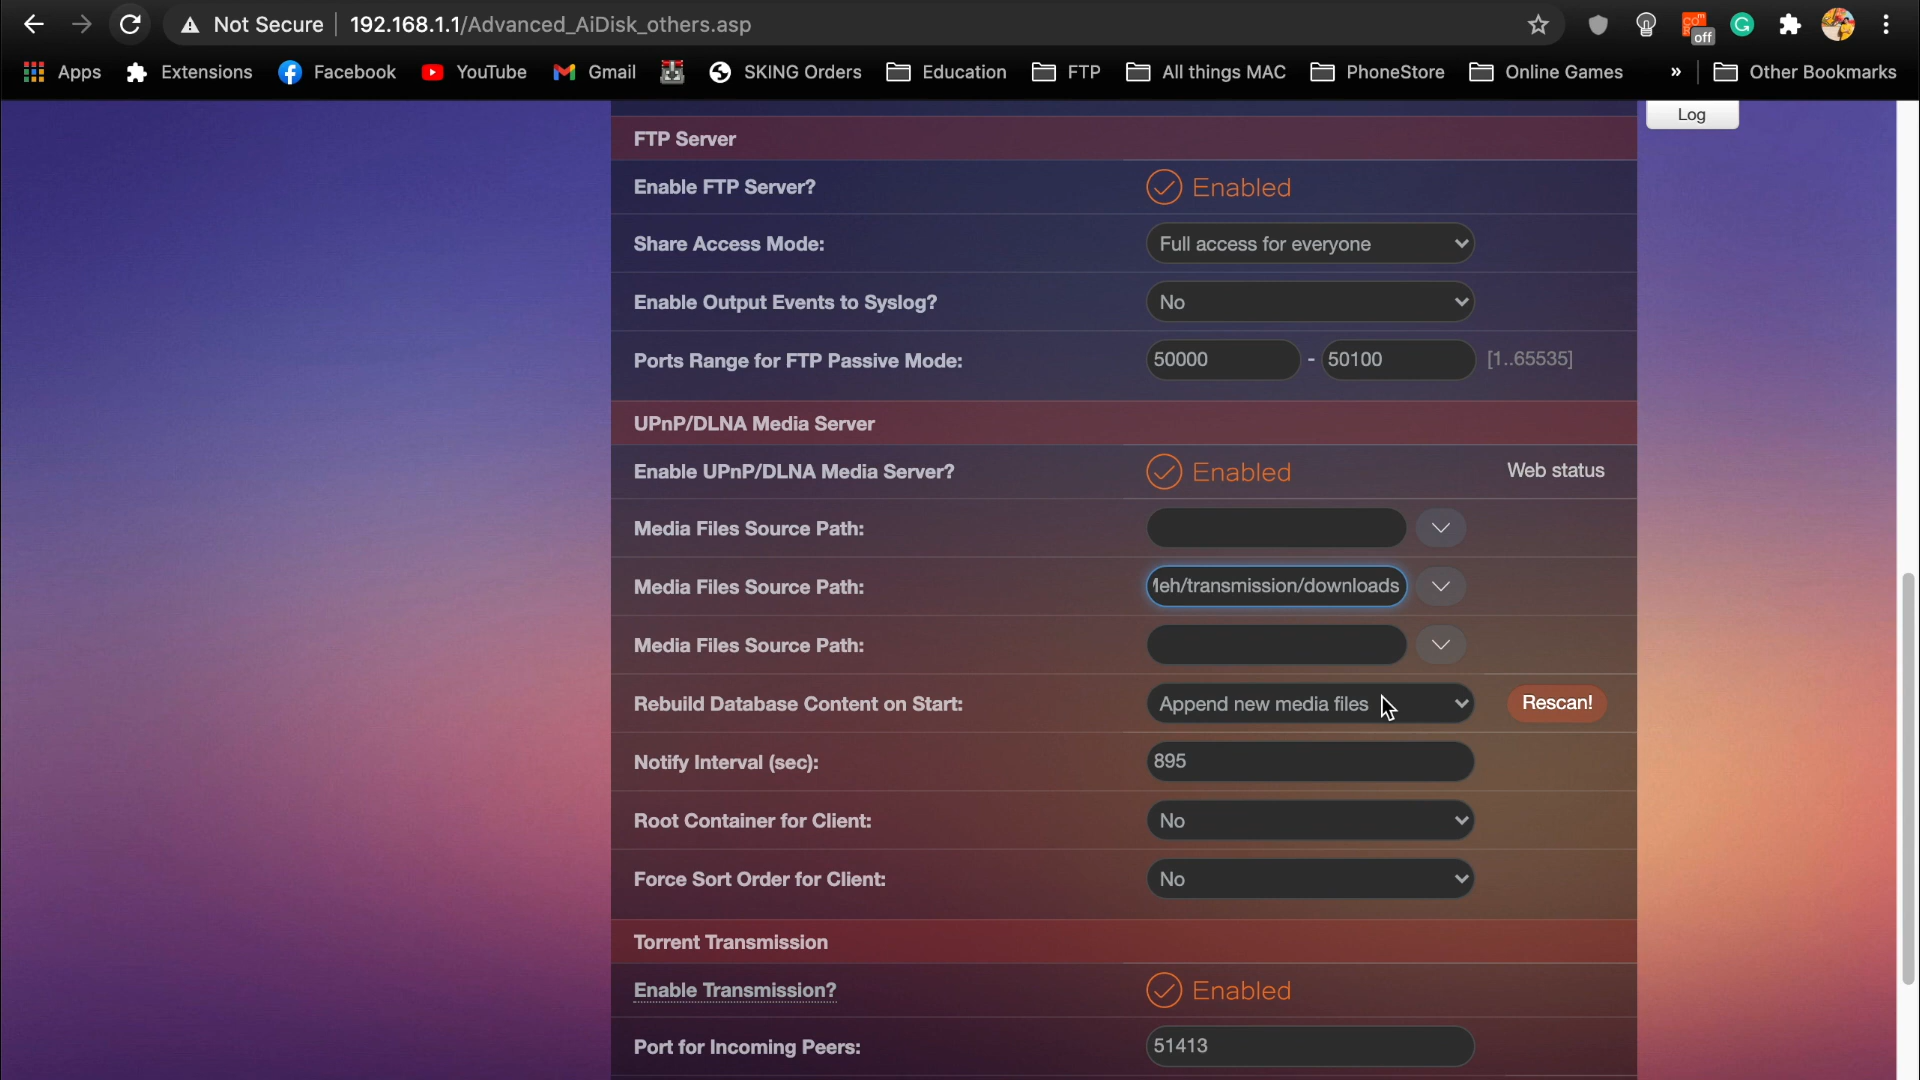 Not Secure 192.168.1.1/Advanced_AiDisk_others.asp off
Apps Extensions Facebook YouTube Gmail SKING Orders Education FTP All things MAC PhoneStore Online Games » Other Bookmarks
Log
FTP Server
Enable FTP Server? Enabled
Share Access Mode: Full access for everyone
Enable Output Events to Syslog? No
Ports Range for FTP Passive Mode: 50000 - 50100 [1..65535]
UPnP/DLNA Media Server
Enable UPnP/DLNA Media Server? Enabled Web status
Media Files Source Path:
Media Files Source Path: eh/transmission/downloads
Media Files Source Path:
Rebuild Database Content on Start: Append new media files Rescan!
Notify Interval (sec): 895
Root Container for Client: No
Force Sort Order for Client: No
Torrent Transmission
Enable Transmission? Enabled
Port for Incoming Peers: 51413